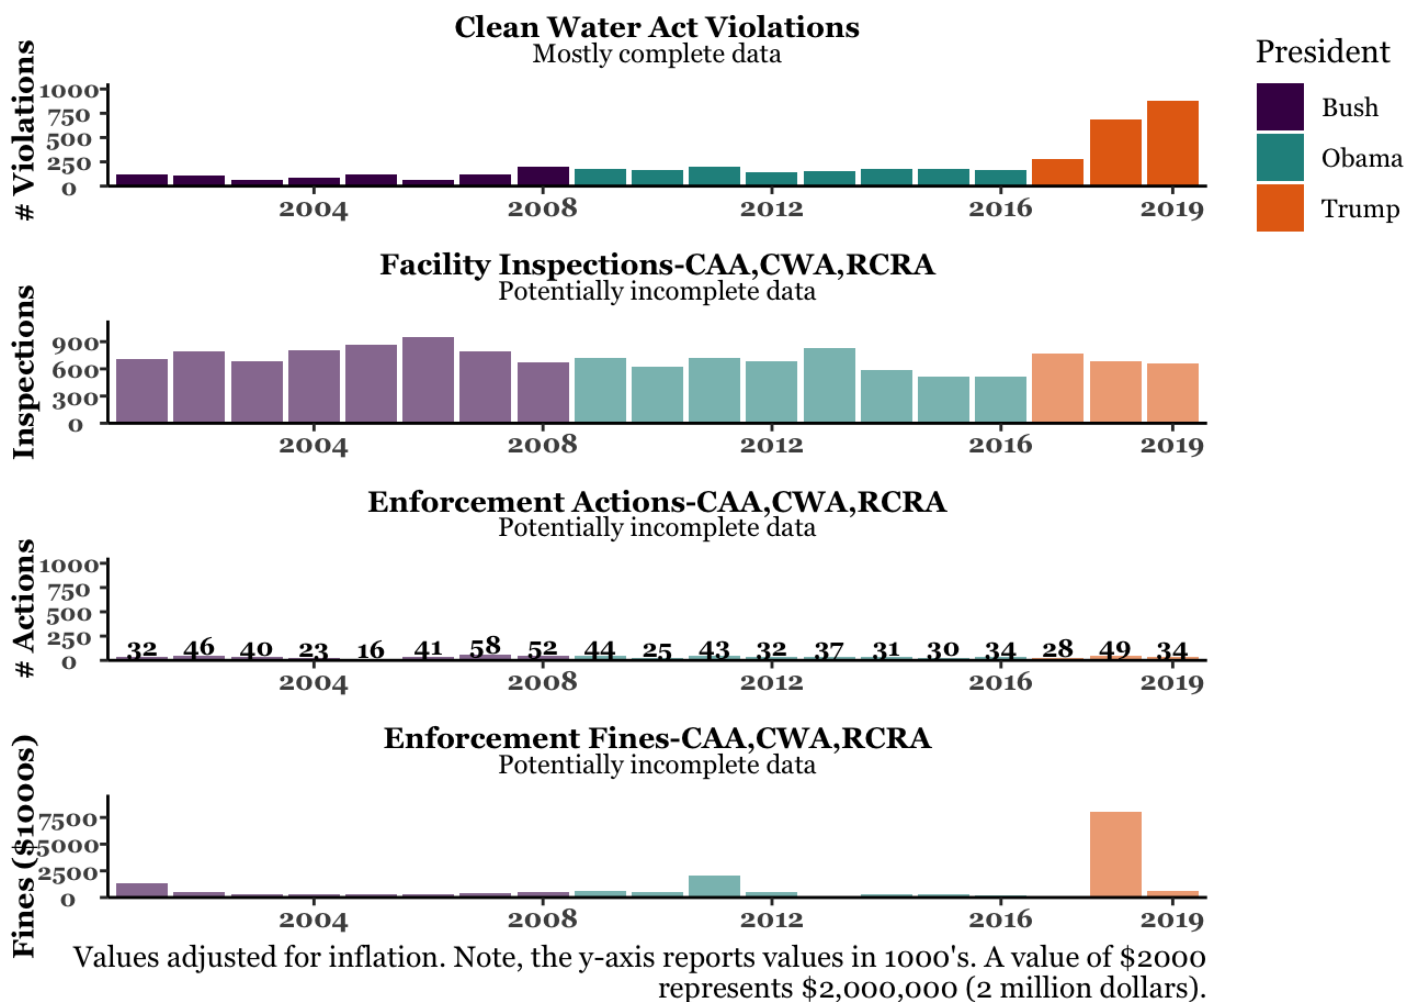 Clean Water Act Violations
Mostly complete data
# Violations
1000
750
500
250
0
2004 2008 2012 2016 2019
President
Bush
Obama
Trump
Facility Inspections-CAA,CWA,RCRA
Potentially incomplete data
Inspections
900
600
300
0
2004 2008 2012 2016 2019
Enforcement Actions-CAA,CWA,RCRA
Potentially incomplete data
# Actions
1000
750
500
250
0
32 46 40 23 16 41 58 52 44 25 43 32 37 31 30 34 28 49 34
2004 2008 2012 2016 2019
Enforcement Fines-CAA,CWA,RCRA
Potentially incomplete data
Fines ($1000s)
7500
5000
2500
0
2004 2008 2012 2016 2019
Values adjusted for inflation. Note, the y-axis reports values in 1000's. A value of $2000
represents $2,000,000 (2 million dollars).